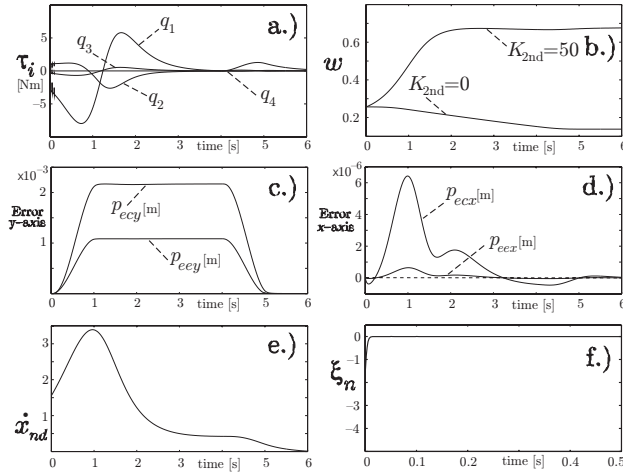 a.)
τi
[Nm]
5
0
-5
q1
q3
q2
q4
0 1 2 3 4 5 6
time [s]
b.)
w
0.6
0.4
0.2
K2nd=50
K2nd=0
0 1 2 3 4 5 6
time [s]
c.)
x10-3
Error
y-axis
2
1
pecy[m]
peey[m]
0 1 2 3 4 5 6
time [s]
d.)
x10-6
Error
x-axis
6
4
2
0
pecx[m]
peex[m]
0 1 2 3 4 5 6
time [s]
e.)
ẋnd
3
2
1
0 1 2 3 4 5 6
time [s]
f.)
ξn
0
-1
-2
-3
-4
0 0.1 0.2 0.3 0.4 0.5
time [s]